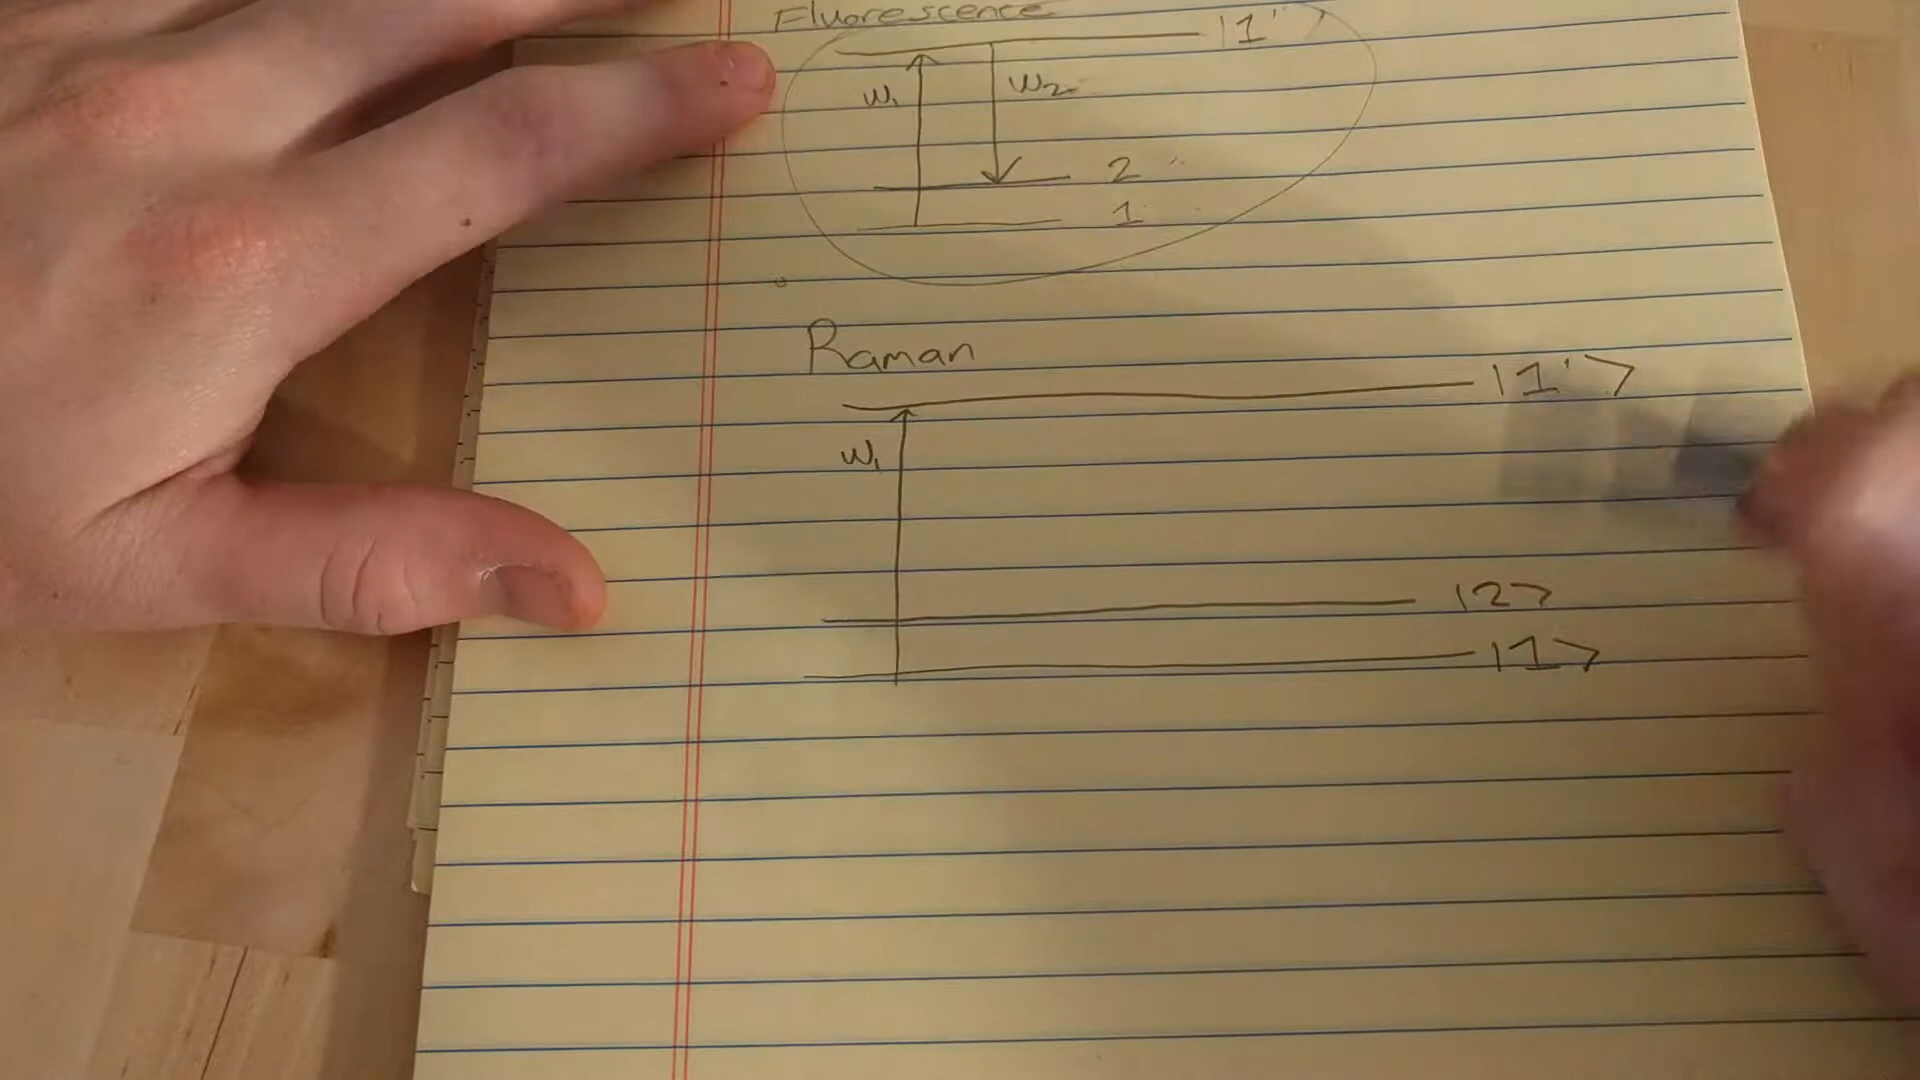 Fluorescence
|1'>
w₁
w₂
2
1
Raman
|1'>
w₁
|2>
|1>